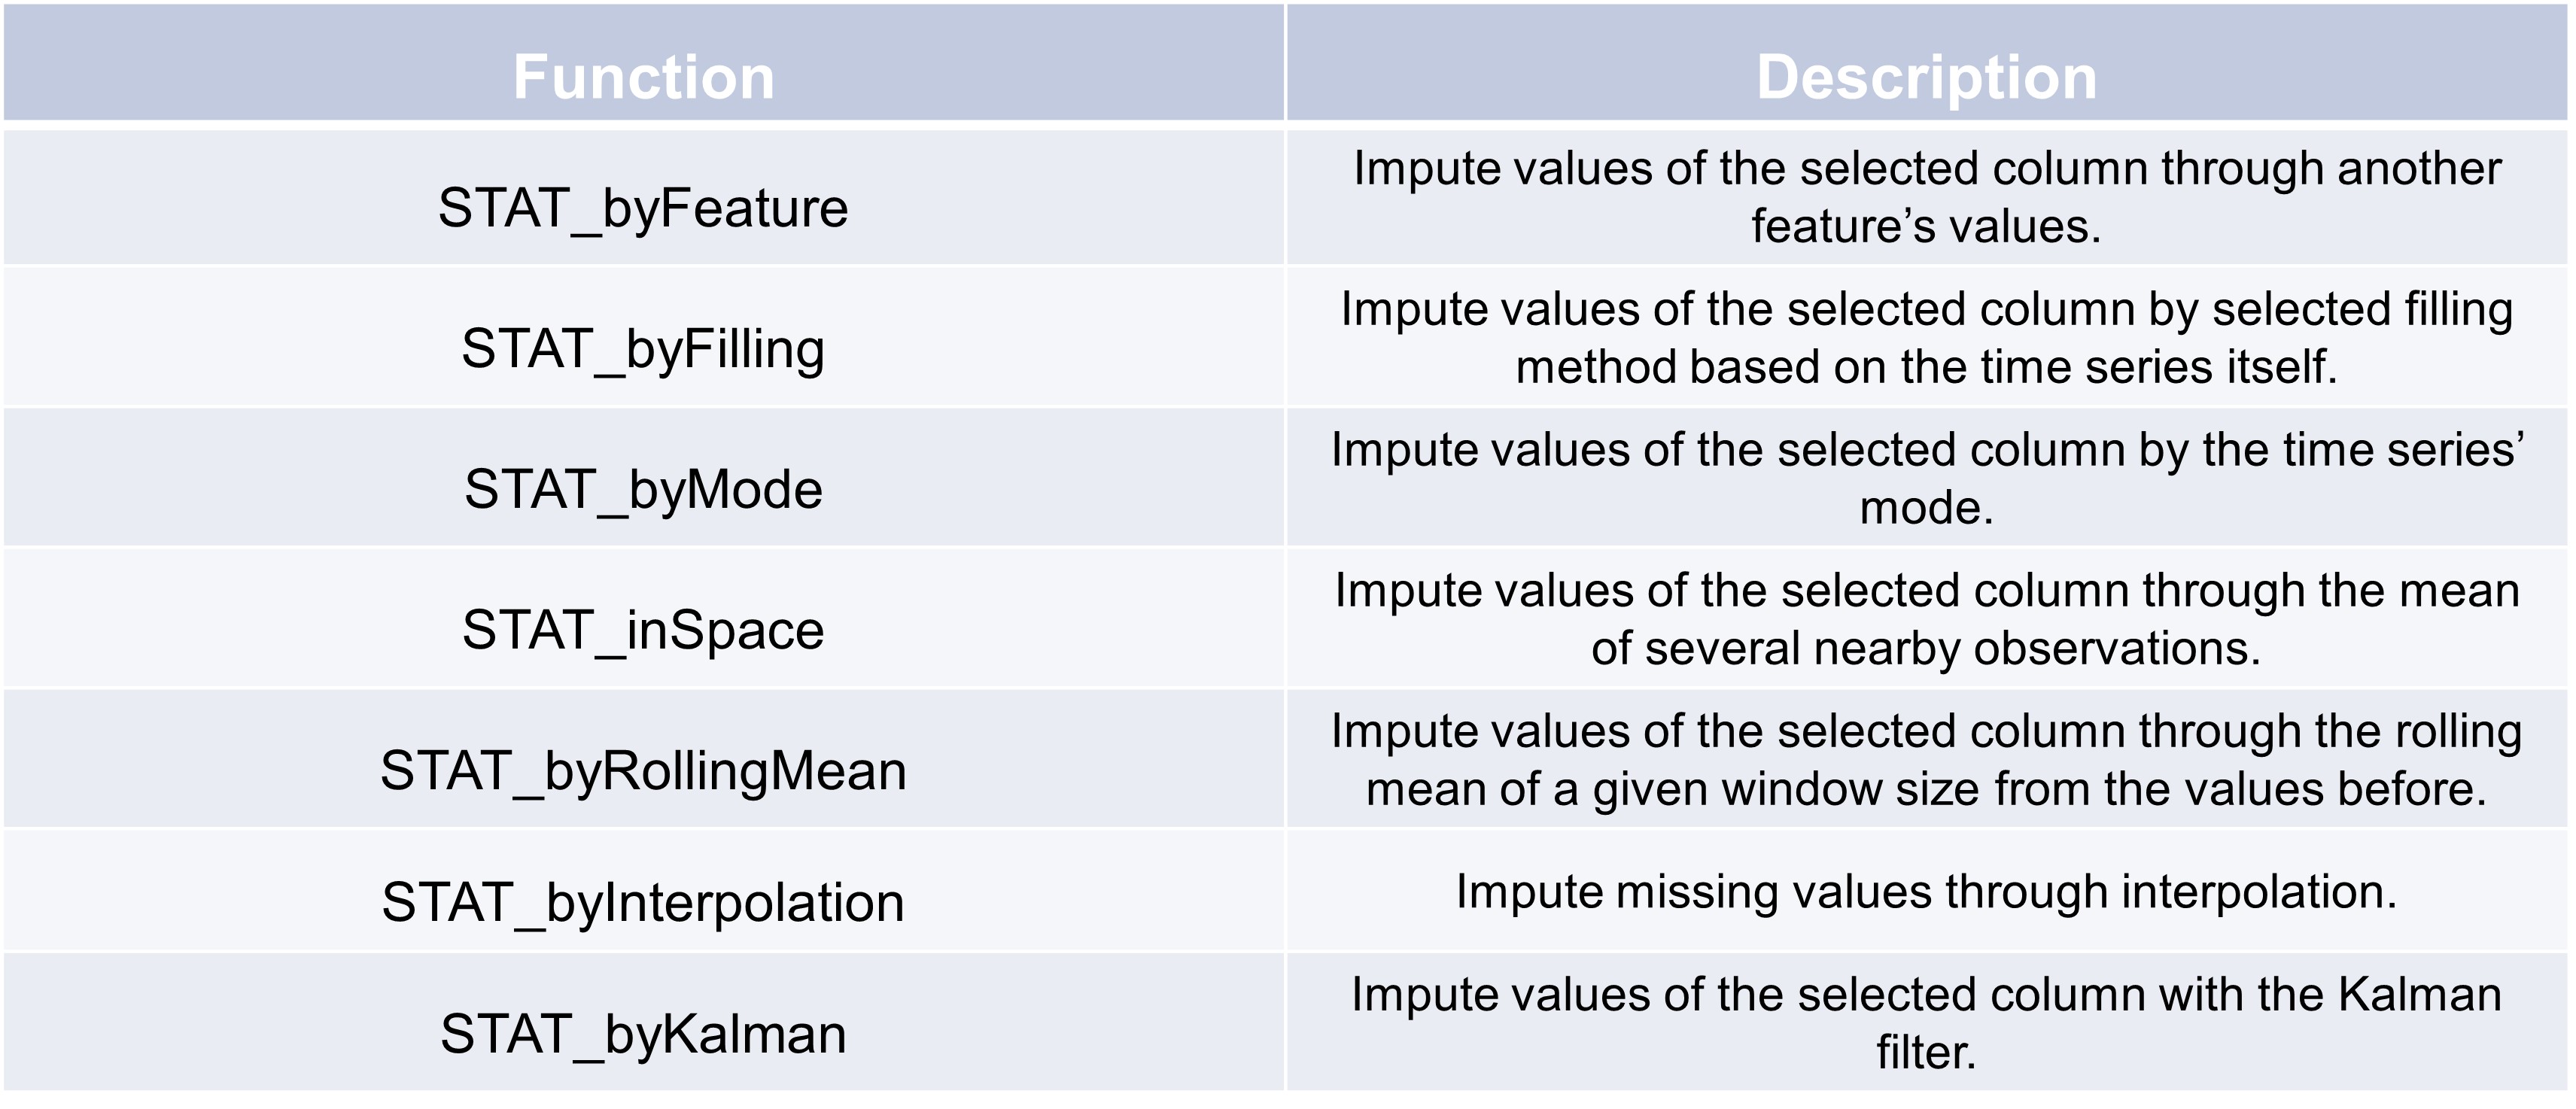 Function
Description
STAT_byFeature
Impute values of the selected column through another
feature’s values.
STAT_byFilling
Impute values of the selected column by selected filling
method based on the time series itself.
STAT_byMode
Impute values of the selected column by the time series’
mode.
STAT_inSpace
Impute values of the selected column through the mean
of several nearby observations.
STAT_byRollingMean
Impute values of the selected column through the rolling
mean of a given window size from the values before.
STAT_byInterpolation
Impute missing values through interpolation.
STAT_byKalman
Impute values of the selected column with the Kalman
filter.